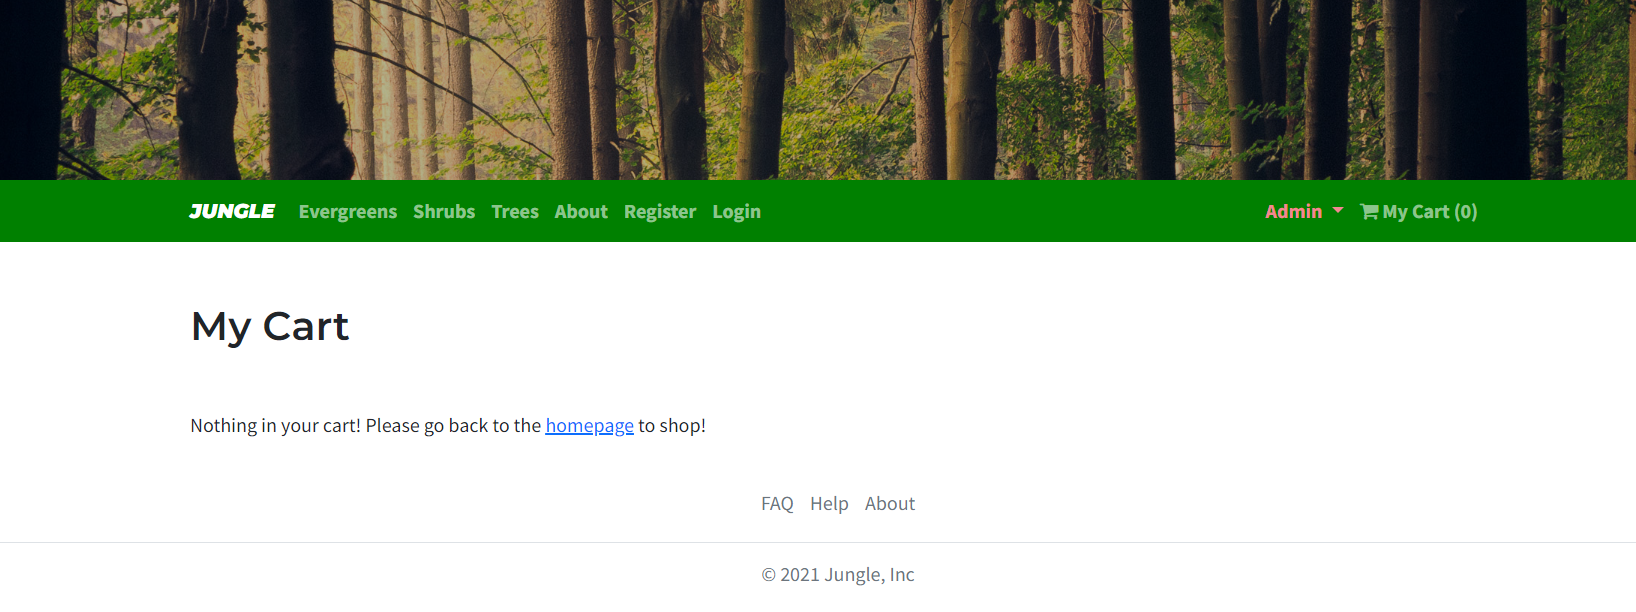 JUNGLE Evergreens Shrubs Trees About Register Login Admin My Cart (0)
My Cart
Nothing in your cart! Please go back to the homepage to shop!
FAQ Help About
© 2021 Jungle, Inc